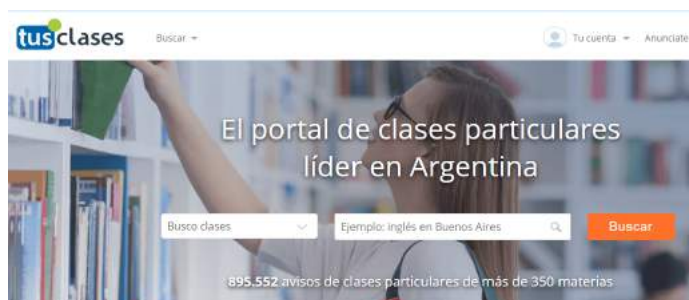 tusclases
Buscar
Tu cuenta
Anunciate
El portal de clases particulares
líder en Argentina
Busco clases
Ejemplo: inglés en Buenos Aires
Buscar
895.552 avisos de clases particulares de más de 350 materias